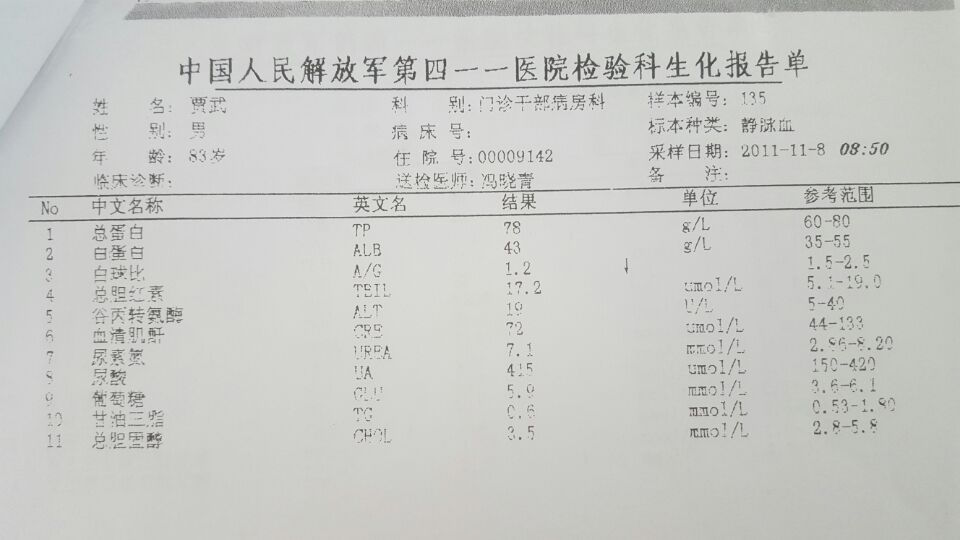 中国人民解放军第四一一医院检验科生化报告单
姓 名: 贾武 科 别: 门诊干部病房科 样本编号: 135
性 别: 男 病床号: 标本种类: 静脉血
年 龄: 83岁 住院号: 00009142 采样日期: 2011-11-8 08:50
临床诊断: 送检医师: 冯晓青 备 注:
No 中文名称 英文名 结果 单位 参考范围
1 总蛋白 TP 78 g/L 60-80
2 白蛋白 ALB 43 g/L 35-55
3 白球比 A/G 1.2 ↓ 1.5-2.5
4 总胆红素 TBIL 17.2 umol/L 5.1-19.0
5 谷丙转氨酶 ALT 19 U/L 5-40
6 血清肌酐 CRE 72 umol/L 44-133
7 尿素氮 UREA 7.1 mmol/L 2.86-8.20
8 尿酸 UA 415 umol/L 150-420
9 葡萄糖 GLU 5.9 mmol/L 3.6-6.1
10 甘油三脂 TG 0.6 mmol/L 0.53-1.80
11 总胆固醇 CHOL 3.5 mmol/L 2.8-5.8